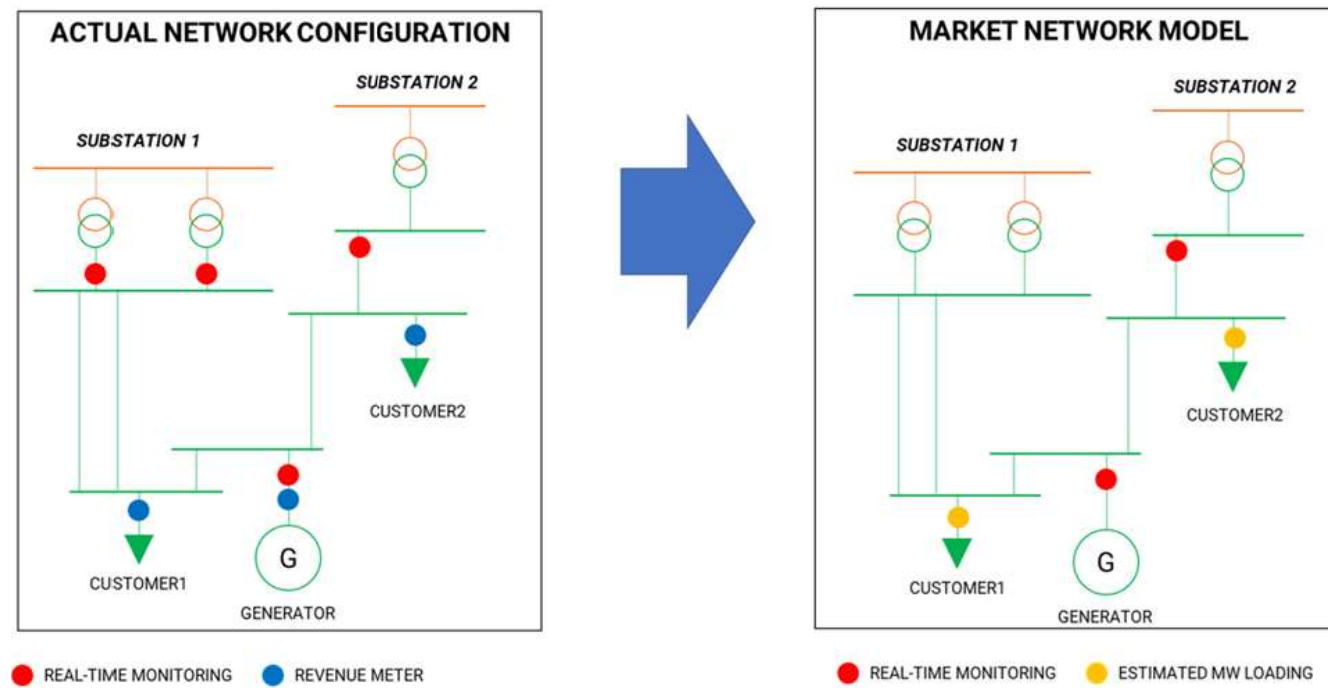 ACTUAL NETWORK CONFIGURATION
SUBSTATION 2
SUBSTATION 1
CUSTOMER2
G
CUSTOMER1
GENERATOR
REAL-TIME MONITORING
REVENUE METER
MARKET NETWORK MODEL
SUBSTATION 2
SUBSTATION 1
CUSTOMER2
G
CUSTOMER1
GENERATOR
REAL-TIME MONITORING
ESTIMATED MW LOADING